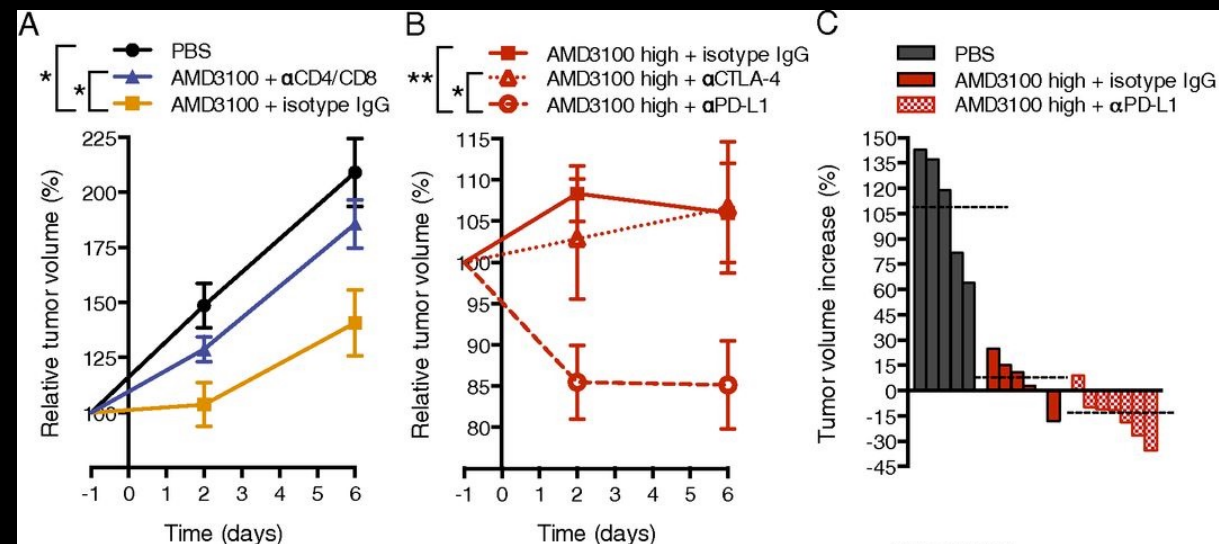 A
PBS
AMD3100 + αCD4/CD8
AMD3100 + isotype IgG
*
*
Relative tumor volume (%)
225
200
175
150
125
100
-1 0 1 2 3 4 5 6
Time (days)
B
AMD3100 high + isotype IgG
AMD3100 high + αCTLA-4
AMD3100 high + αPD-L1
**
*
Relative tumor volume (%)
115
110
105
100
95
90
85
80
-1 0 1 2 3 4 5 6
Time (days)
C
PBS
AMD3100 high + isotype IgG
AMD3100 high + αPD-L1
Tumor volume increase (%)
150
135
120
105
90
75
60
45
30
15
0
-15
-30
-45